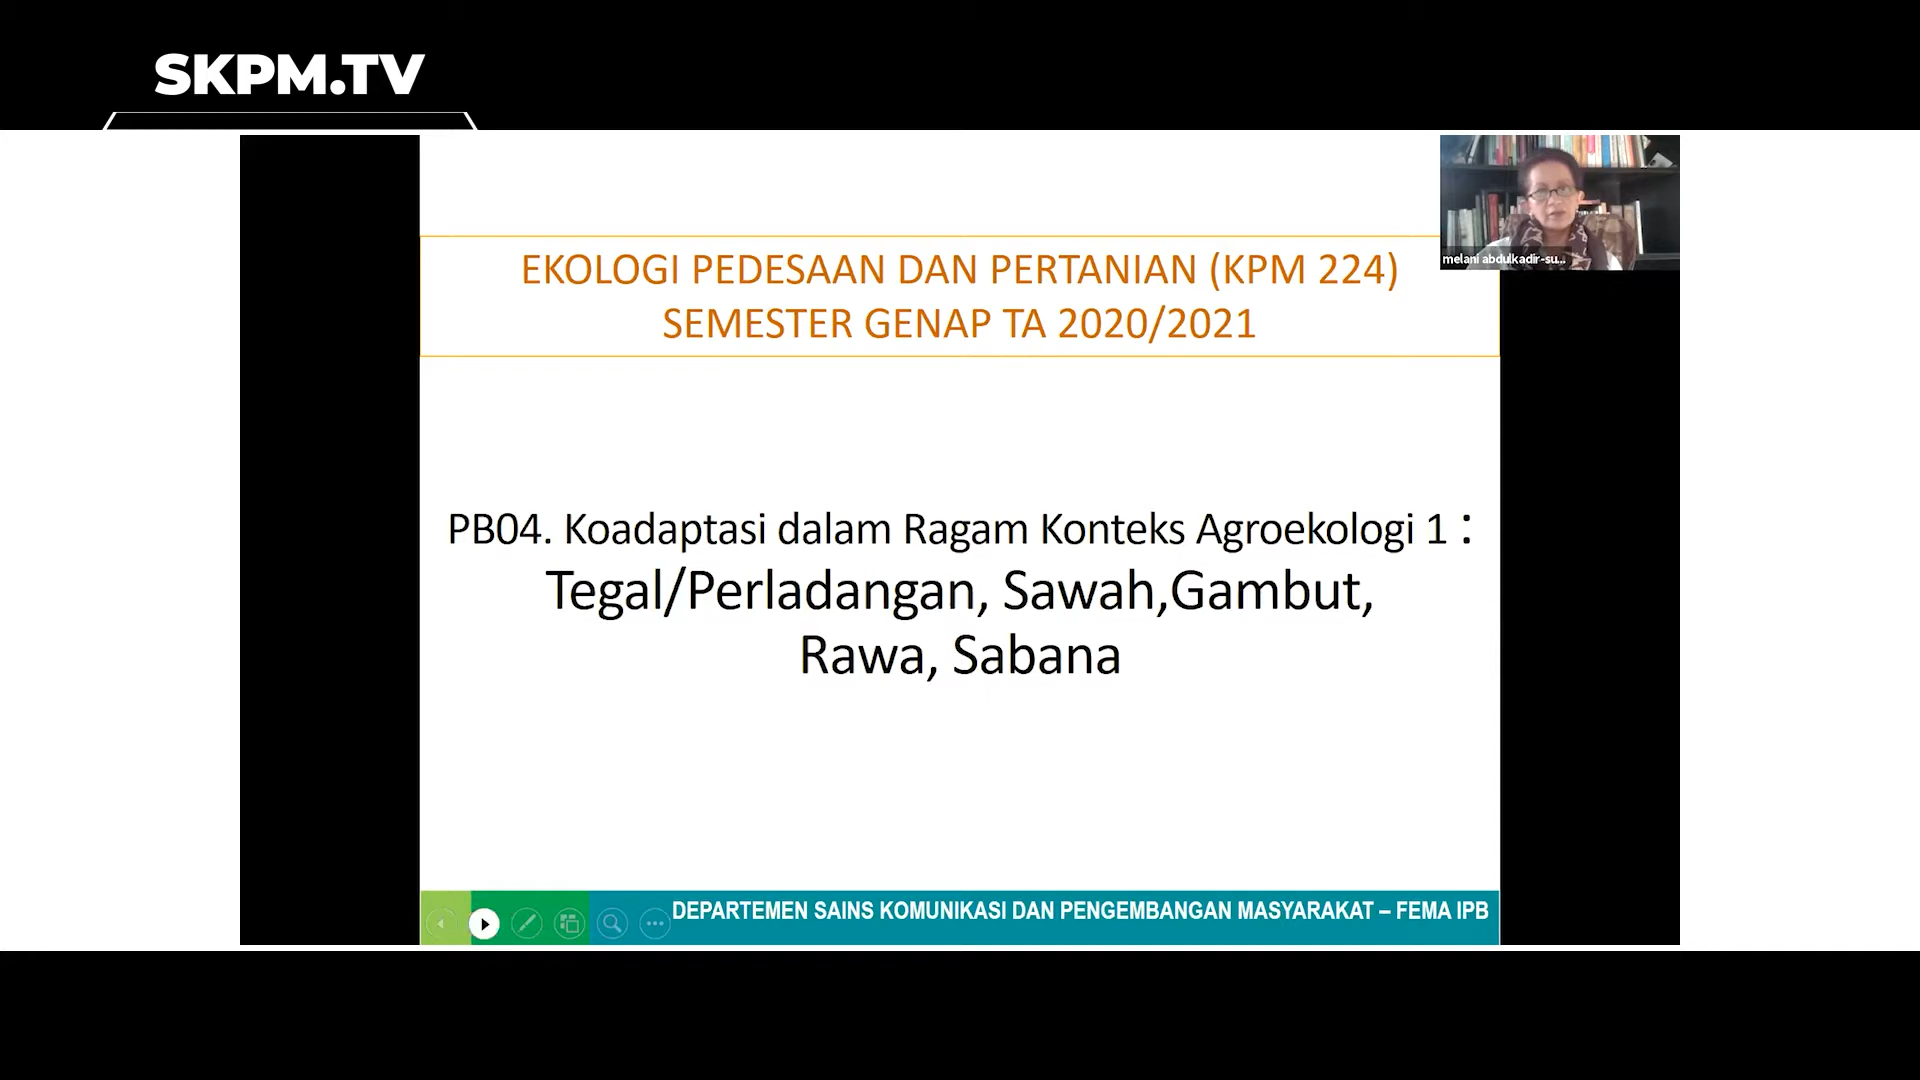 SKPM.TV
melani abdulkadir-su...
EKOLOGI PEDESAAN DAN PERTANIAN (KPM 224)
SEMESTER GENAP TA 2020/2021
PB04. Koadaptasi dalam Ragam Konteks Agroekologi 1 :
Tegal/Perladangan, Sawah,Gambut,
Rawa, Sabana
DEPARTEMEN SAINS KOMUNIKASI DAN PENGEMBANGAN MASYARAKAT – FEMA IPB